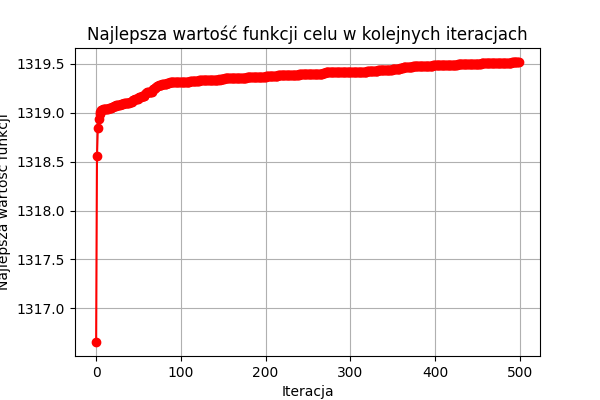 Najlepsza wartość funkcji celu w kolejnych iteracjach
Najlepsza wartość funkcji
1319.5
1319.0
1318.5
1318.0
1317.5
1317.0
0 100 200 300 400 500
Iteracja